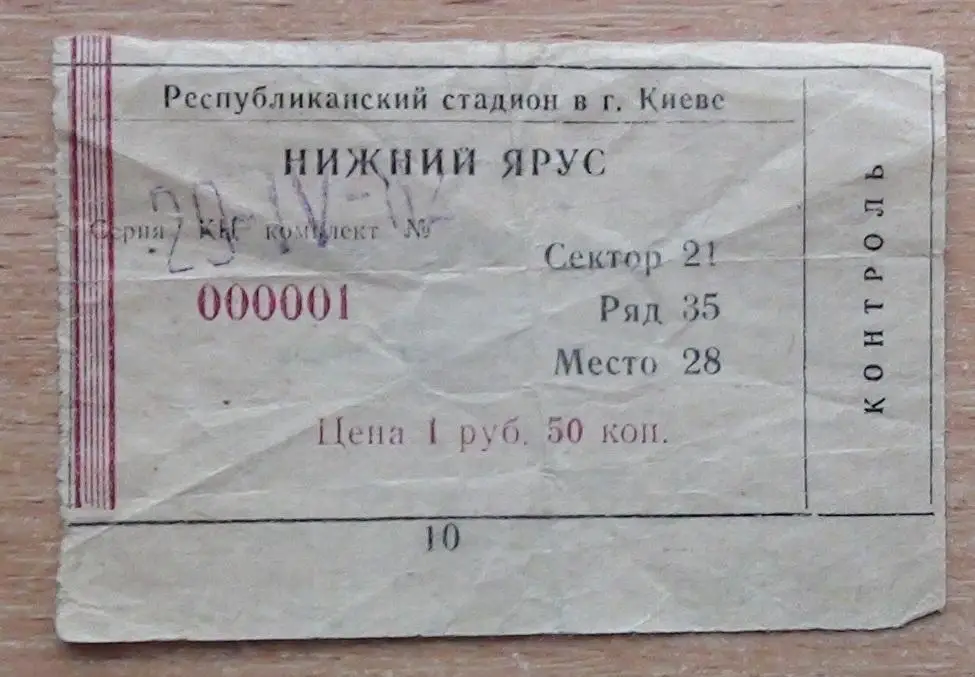 Республиканский стадион в г. Киеве
НИЖНИЙ ЯРУС
Серия КН комплект №
000001
Сектор 21
Ряд 35
Место 28
Цена 1 руб. 50 коп.
КОНТРОЛЬ
10